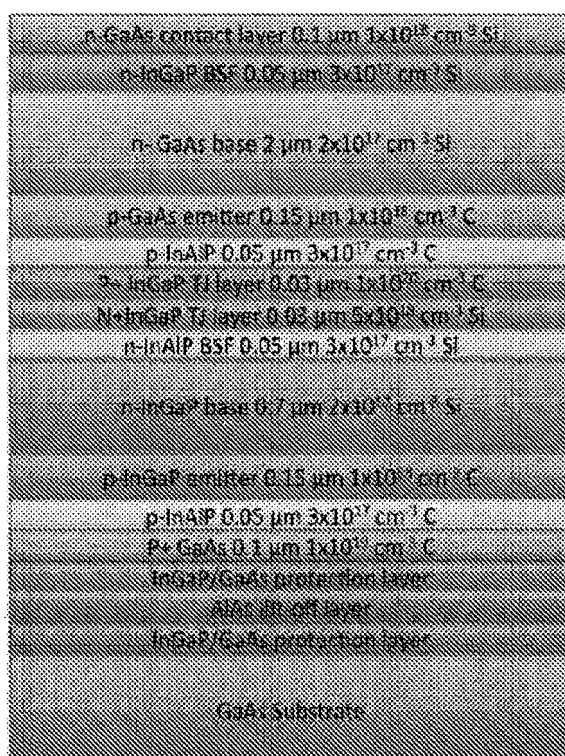 n-GaAs contact layer 0.1 µm 1x10¹⁸ cm⁻³ Si
n-InGaP BSF 0.05 µm 3x10¹⁷ cm⁻³ Si
n- GaAs base 2 µm 2x10¹⁷ cm⁻³ Si
p-GaAs emitter 0.15 µm 1x10¹⁸ cm⁻³ C
p-InAlP 0.05 µm 3x10¹⁷ cm⁻³ C
InGaP TJ layer 0.03 µm cm⁻³ C
N+InGaP TJ layer 0.03 µm cm⁻³ Si
n-InAlP BSF 0.05 µm 3x10¹⁷ cm⁻³ Si
n-InGaP base 0.7 µm cm⁻³ Si
p-InGaP emitter 0.15 µm cm⁻³ C
p-InAlP 0.05 µm 3x10¹⁷ cm⁻³ C
P+ GaAs 0.1 µm 1x10¹⁹ cm⁻³ C
InGaP/GaAs protection layer
AlAs lift-off layer
InGaP/GaAs protection layer
GaAs Substrate